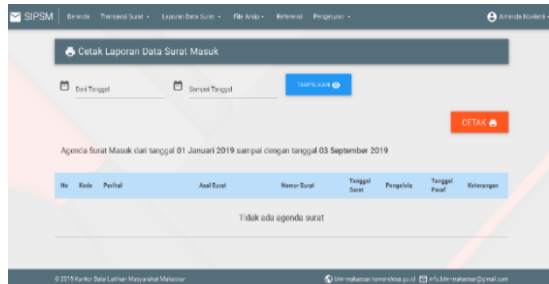 SIPSM Beranda Transaksi Surat Laporan Data Surat File Arsip Referensi Pengaturan Amanda Novianti
Cetak Laporan Data Surat Masuk
Dari Tanggal Sampai Tanggal TAMPILKAN
CETAK
Agenda Surat Masuk dari tanggal 01 Januari 2019 sampai dengan tanggal 03 September 2019
No Kode Perihal Asal Surat Nomor Surat Tanggal Surat Pengelola Tanggal Paraf Keterangan
Tidak ada agenda surat
© 2019 Kantor Balai Latihan Masyarakat Makassar